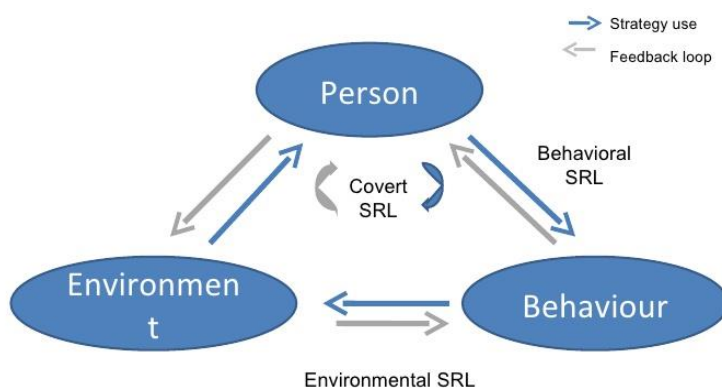 Strategy use
Feedback loop
Person
Behavioral
SRL
Covert
SRL
Environmen
t
Behaviour
Environmental SRL